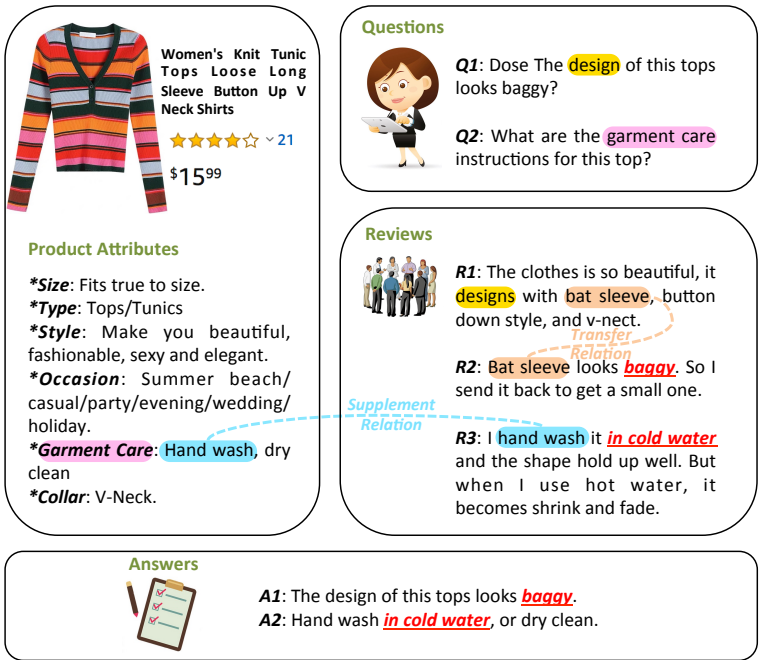 Women's Knit Tunic
Tops Loose Long
Sleeve Button Up V
Neck Shirts
21
$1599
Product Attributes
*Size: Fits true to size.
*Type: Tops/Tunics
*Style: Make you beautiful,
fashionable, sexy and elegant.
*Occasion: Summer beach/
casual/party/evening/wedding/
holiday.
*Garment Care: Hand wash, dry
clean
*Collar: V-Neck.
Questions
Q1: Dose The design of this tops
looks baggy?
Q2: What are the garment care
instructions for this top?
Reviews
R1: The clothes is so beautiful, it
designs with bat sleeve, button
down style, and v-nect.
Transfer
Relation
R2: Bat sleeve looks baggy. So I
send it back to get a small one.
Supplement
Relation
R3: I hand wash it in cold water
and the shape hold up well. But
when I use hot water, it
becomes shrink and fade.
Answers
A1: The design of this tops looks baggy.
A2: Hand wash in cold water, or dry clean.